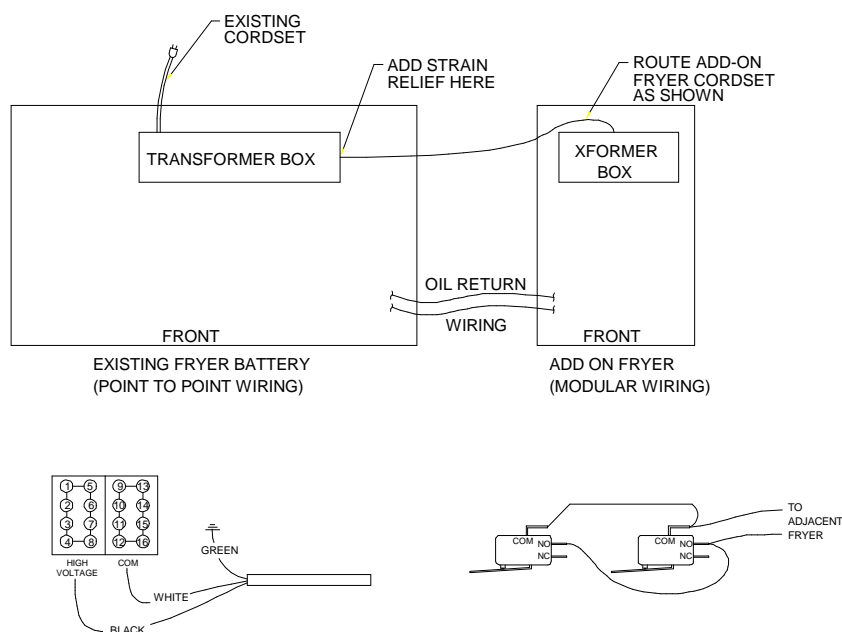 EXISTING
CORDSET
ADD STRAIN
RELIEF HERE
ROUTE ADD-ON
FRYER CORDSET
AS SHOWN
TRANSFORMER BOX
XFORMER
BOX
OIL RETURN
WIRING
FRONT
FRONT
EXISTING FRYER BATTERY
(POINT TO POINT WIRING)
ADD ON FRYER
(MODULAR WIRING)
1 5 9 13
2 6 10 14
3 7 11 15
4 8 12 16
HIGH
VOLTAGE
COM
GREEN
WHITE
BLACK
COM
NO
NC
COM
NO
NC
TO
ADJACENT
FRYER